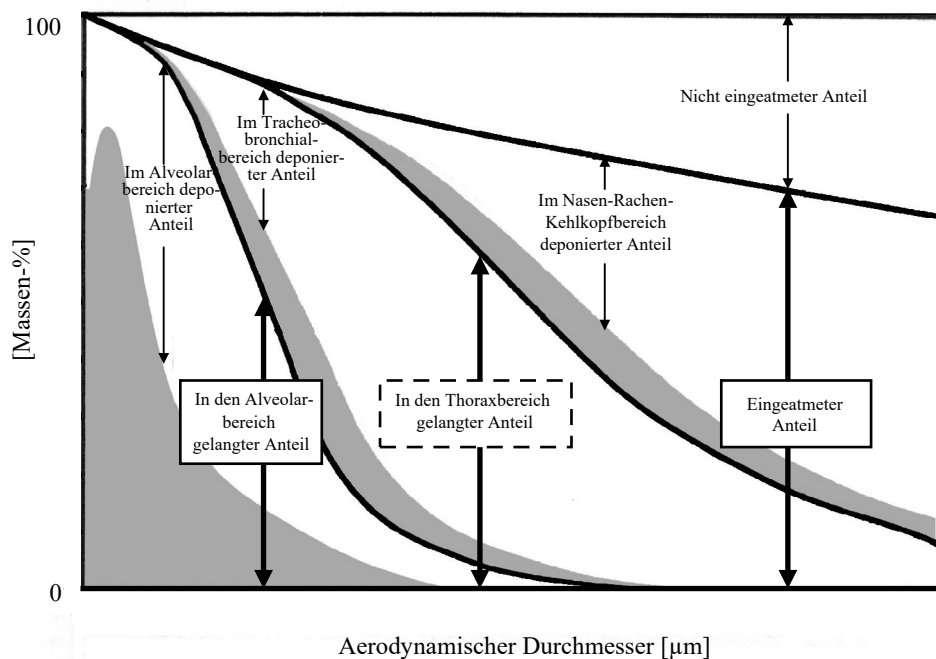 100
Nicht eingeatmeter Anteil
Im Tracheo-
bronchial-
bereich deponier-
ter Anteil
Im Alveolar-
bereich depo-
nierter
Anteil
Im Nasen-Rachen-
Kehlkopfbereich
deponierter Anteil
[Massen-%]
In den Alveolar-
bereich
gelangter Anteil
In den Thoraxbereich
gelangter Anteil
Eingeatmeter
Anteil
0
Aerodynamischer Durchmesser [µm]